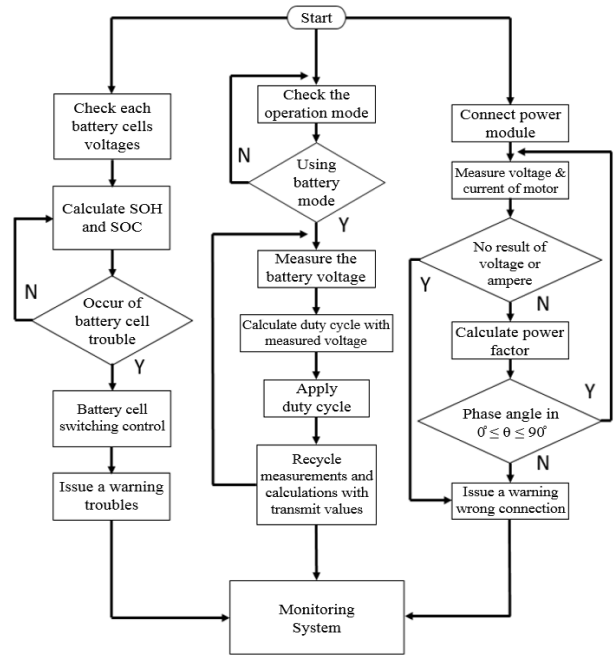 Start
Check each
battery cells
voltages
Calculate SOH
and SOC
N
Occur of
battery cell
trouble
Y
Battery cell
switching control
Issue a warning
troubles
Check the
operation mode
N
Using
battery
mode
Y
Measure the
battery voltage
Calculate duty cycle with
measured voltage
Apply
duty cycle
Recycle
measurements and
calculations with
transmit values
Connect power
module
Measure voltage &
current of motor
No result of
voltage or
ampere
Y
N
Calculate power
factor
Y
Phase angle in
0° ≤ θ ≤ 90°
N
Issue a warning
wrong connection
Monitoring
System